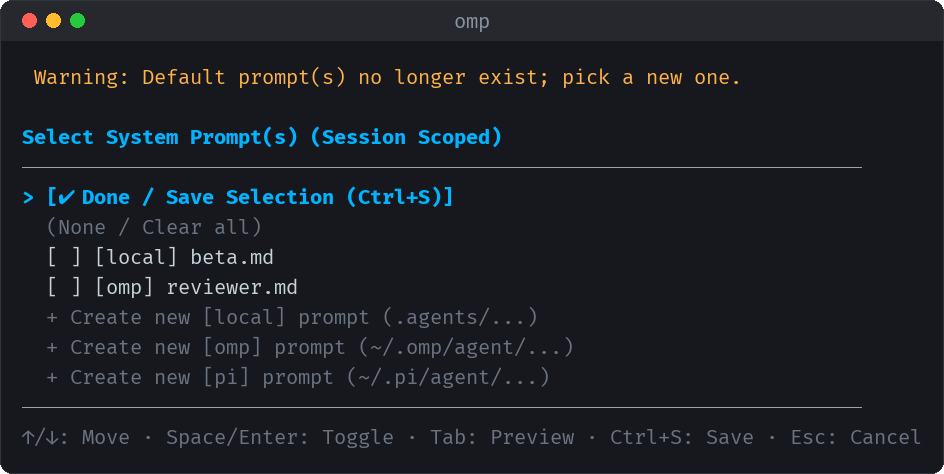 omp
Warning: Default prompt(s) no longer exist; pick a new one.
Select System Prompt(s) (Session Scoped)
> [✔ Done / Save Selection (Ctrl+S)]
(None / Clear all)
[ ] [local] beta.md
[ ] [omp] reviewer.md
+ Create new [local] prompt (.agents/...)
+ Create new [omp] prompt (~/.omp/agent/...)
+ Create new [pi] prompt (~/.pi/agent/...)
↑/↓: Move · Space/Enter: Toggle · Tab: Preview · Ctrl+S: Save · Esc: Cancel